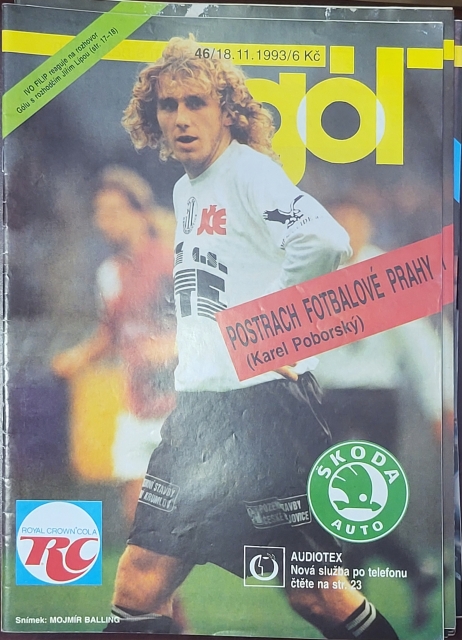 IVO FILIP reaguje na rozhovor
Gólu s rozhodčím Jiřím Lipou (str. 17-18)
46/18.11.1993/6 Kč
gól
JČE
POSTRACH FOTBALOVÉ PRAHY
(Karel Poborský)
ŠKODA
AUTO
ROYAL CROWN COLA
RC
AUDIOTEX
Nová služba po telefonu
čtěte na str. 23
Snímek: MOJMÍR BALLING